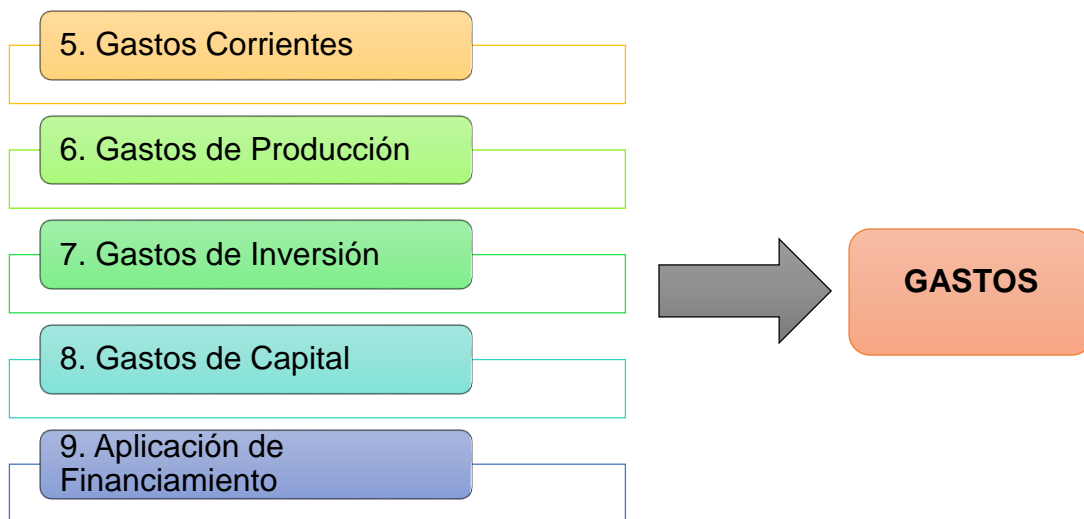 5. Gastos Corrientes
6. Gastos de Producción
7. Gastos de Inversión
GASTOS
8. Gastos de Capital
9. Aplicación de
Financiamiento